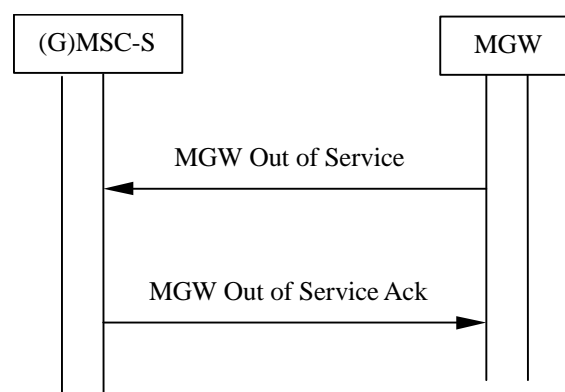 (G)MSC-S
MGW
MGW Out of Service
MGW Out of Service Ack